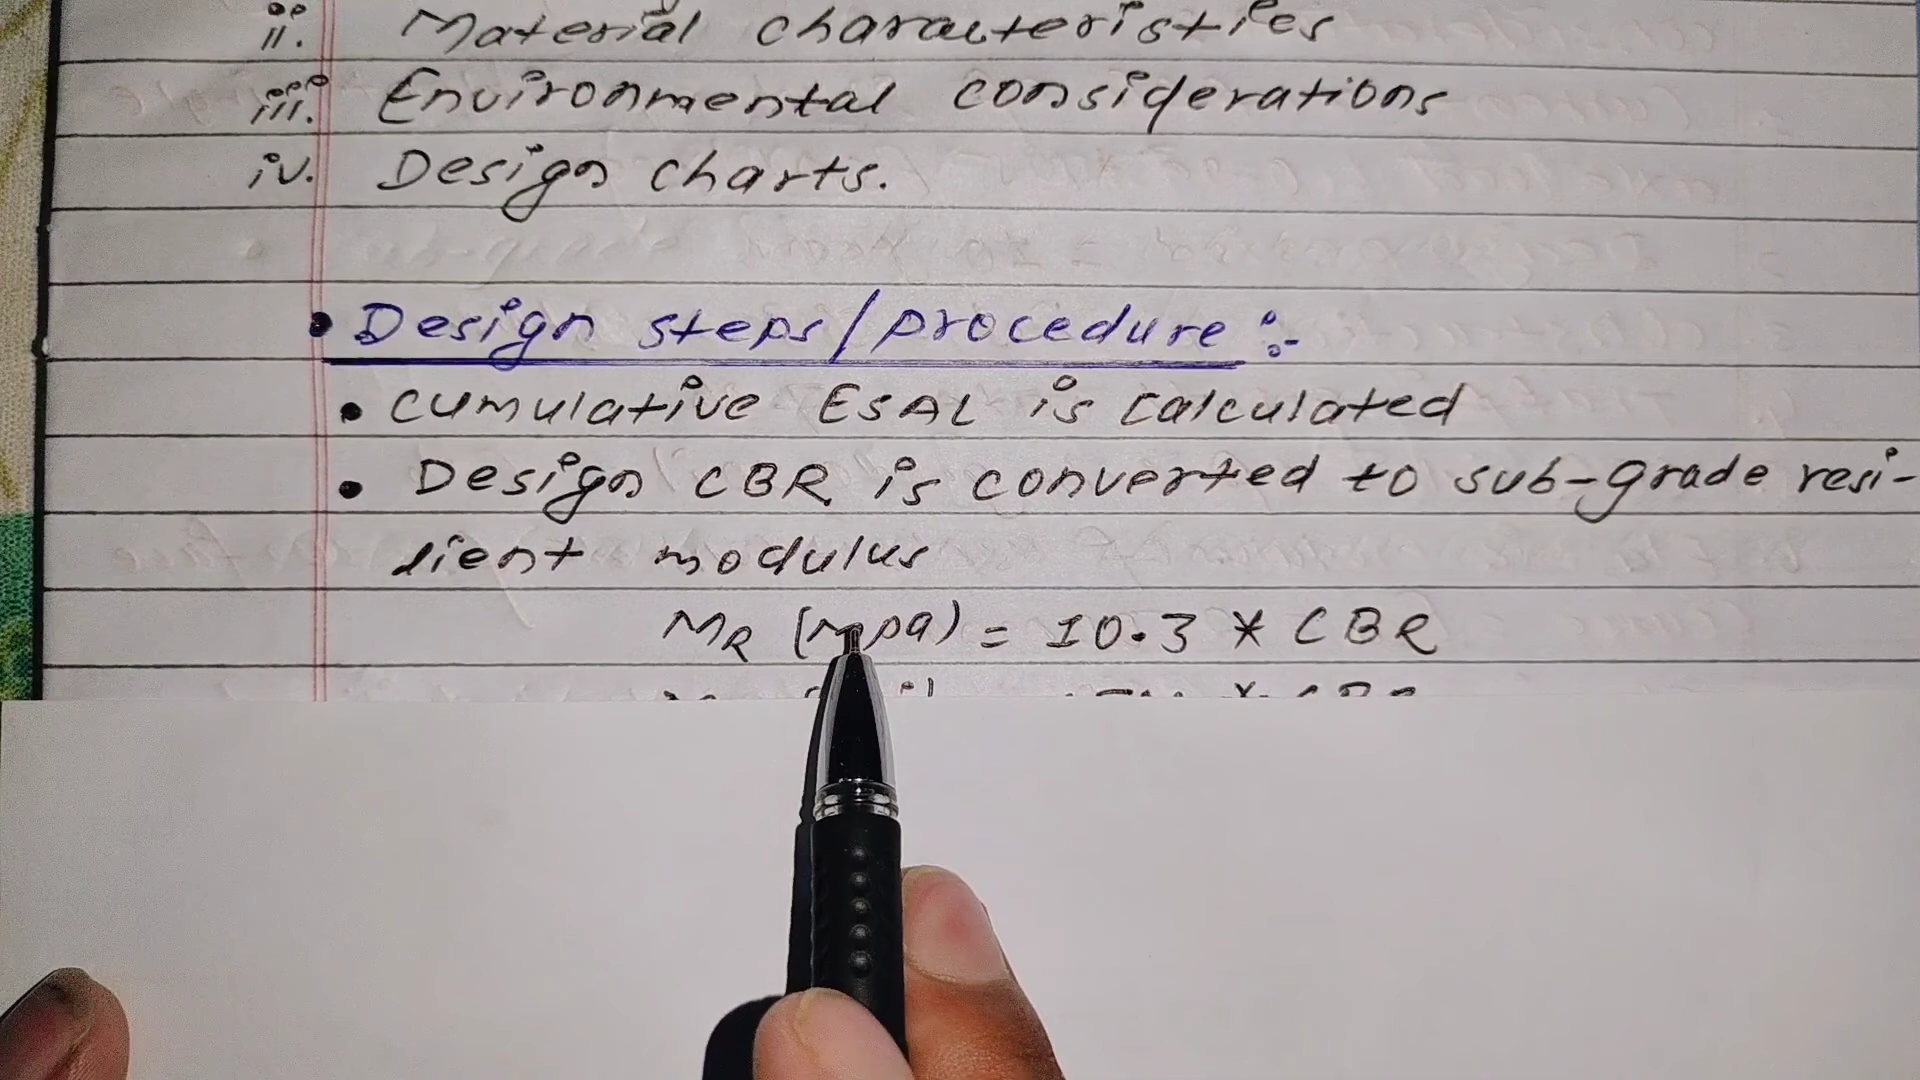 ii. Material characteristics
iii. Environmental considerations
iv. Design charts.
• Design steps/procedure :-
• Cumulative ESAL is calculated
• Design CBR is converted to sub-grade resi-
lient modulus
MR (mpa) = 10.3 * CBR